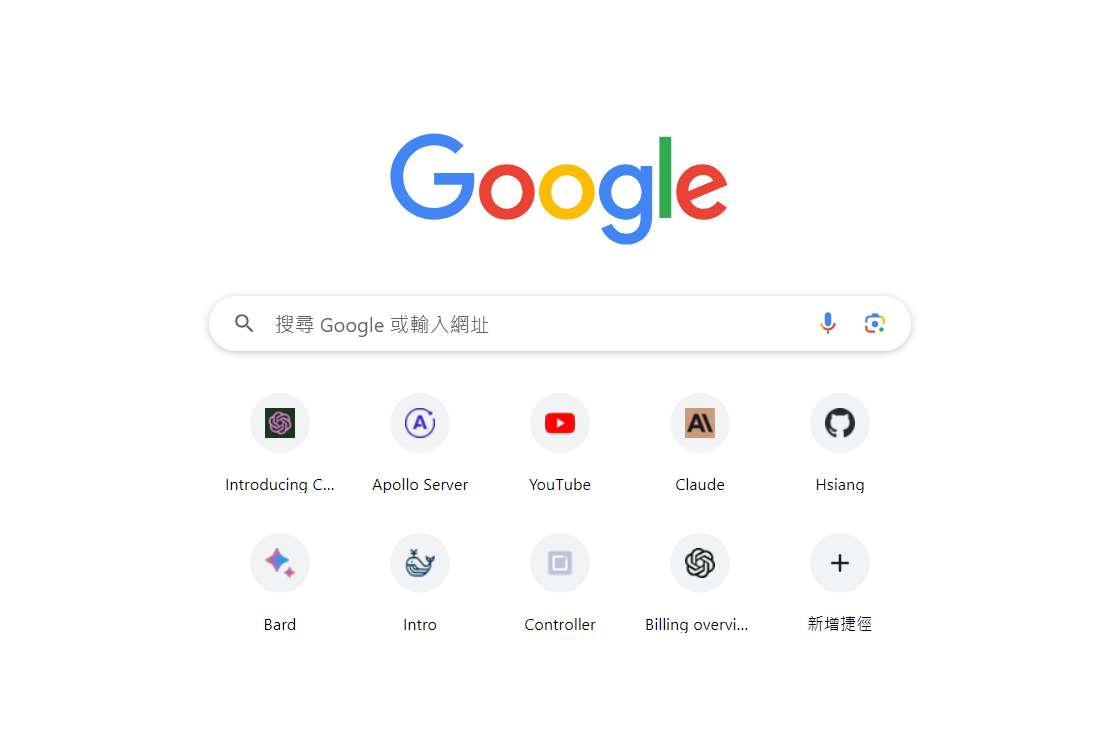 Google
搜尋 Google 或輸入網址
Introducing C...
Apollo Server
YouTube
Claude
Hsiang
Bard
Intro
Controller
Billing overvi...
新增捷徑